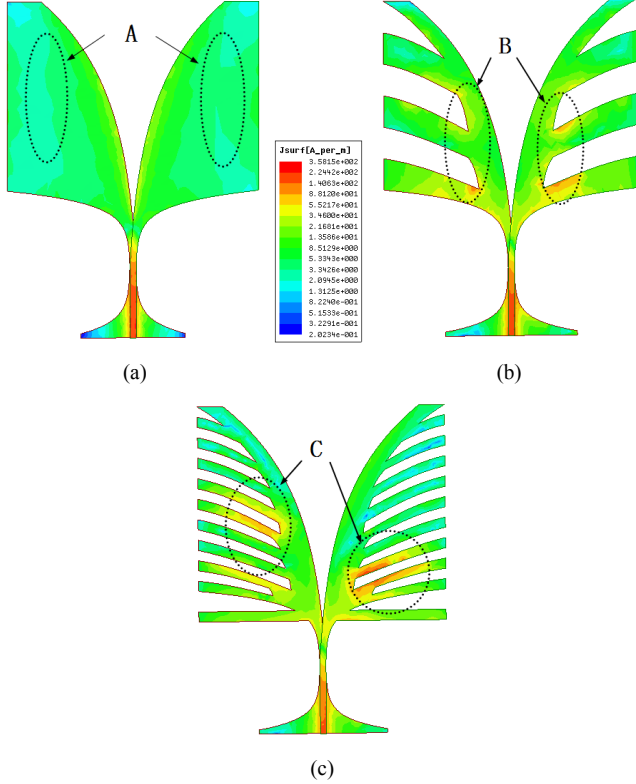 A
B
Jsurf[A_per_m]
3.5815e+002
2.2442e+002
1.4063e+002
8.8120e+001
5.5217e+001
3.4600e+001
2.1681e+001
1.3586e+001
8.5129e+000
5.3343e+000
3.3426e+000
2.0945e+000
1.3125e+000
8.2240e-001
5.1533e-001
3.2291e-001
2.0234e-001
(a)
(b)
C
(c)